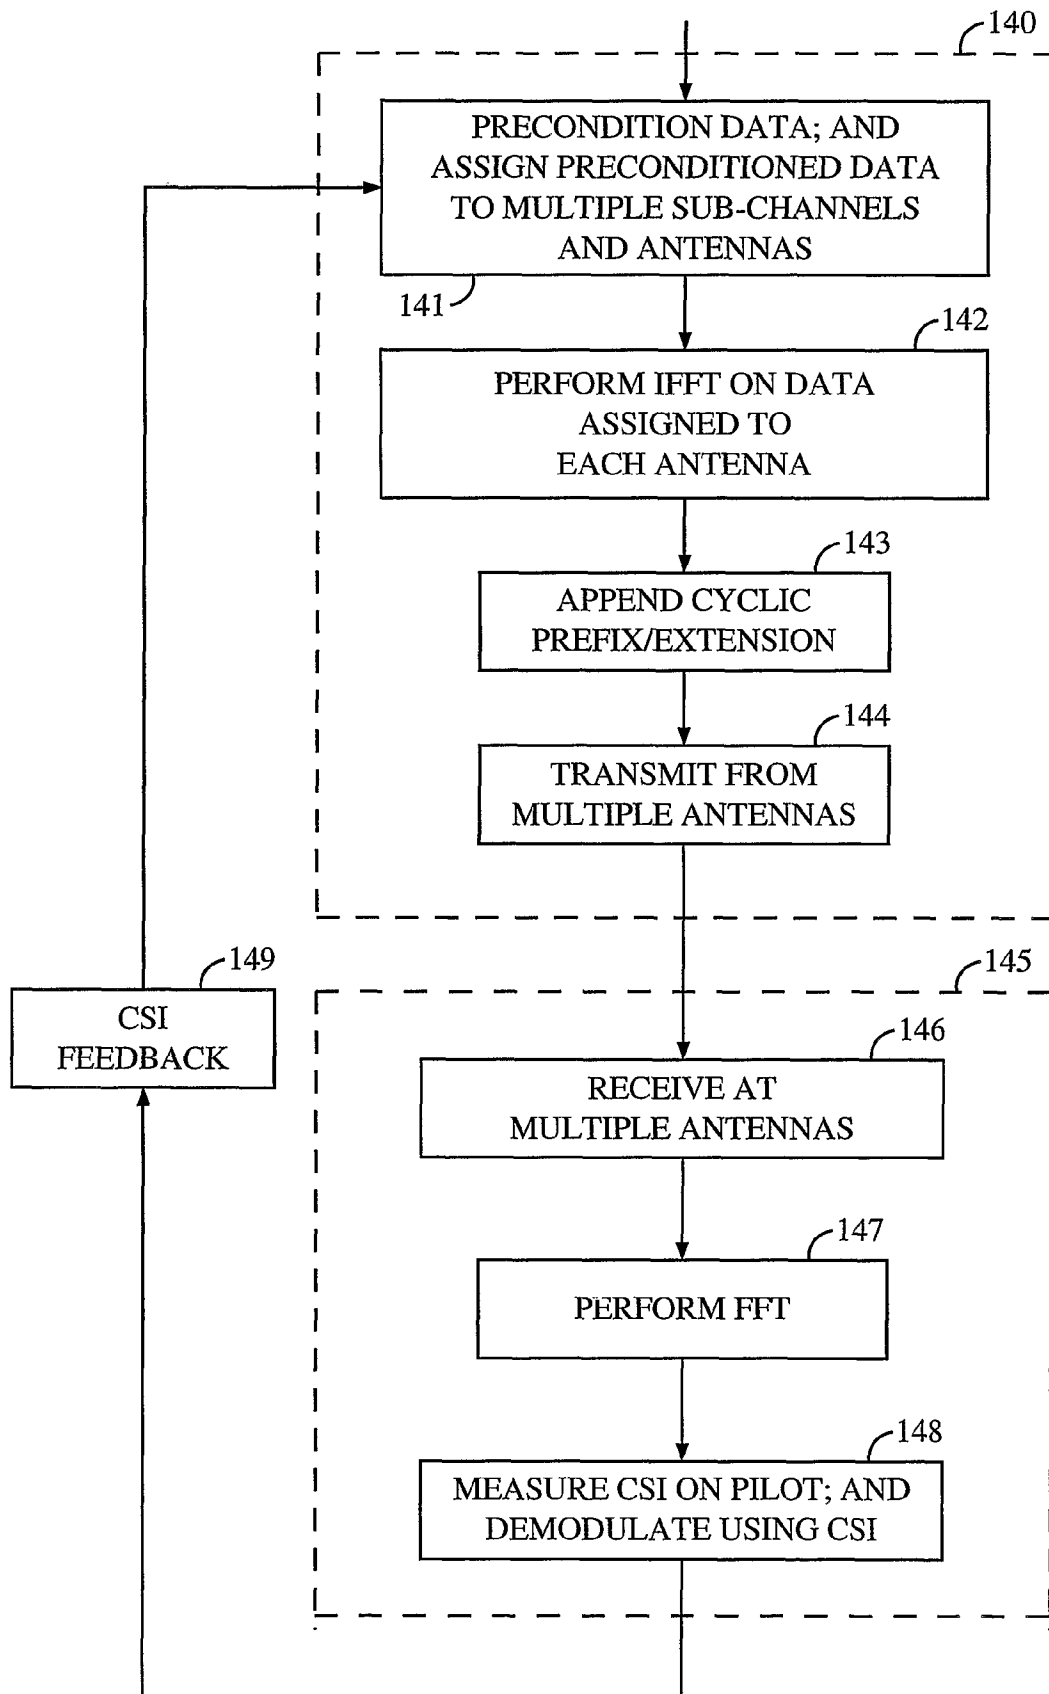 140
PRECONDITION DATA; AND
ASSIGN PRECONDITIONED DATA
TO MULTIPLE SUB-CHANNELS
AND ANTENNAS
141
142
PERFORM IFFT ON DATA
ASSIGNED TO
EACH ANTENNA
143
APPEND CYCLIC
PREFIX/EXTENSION
144
TRANSMIT FROM
MULTIPLE ANTENNAS
149
CSI
FEEDBACK
145
146
RECEIVE AT
MULTIPLE ANTENNAS
147
PERFORM FFT
148
MEASURE CSI ON PILOT; AND
DEMODULATE USING CSI